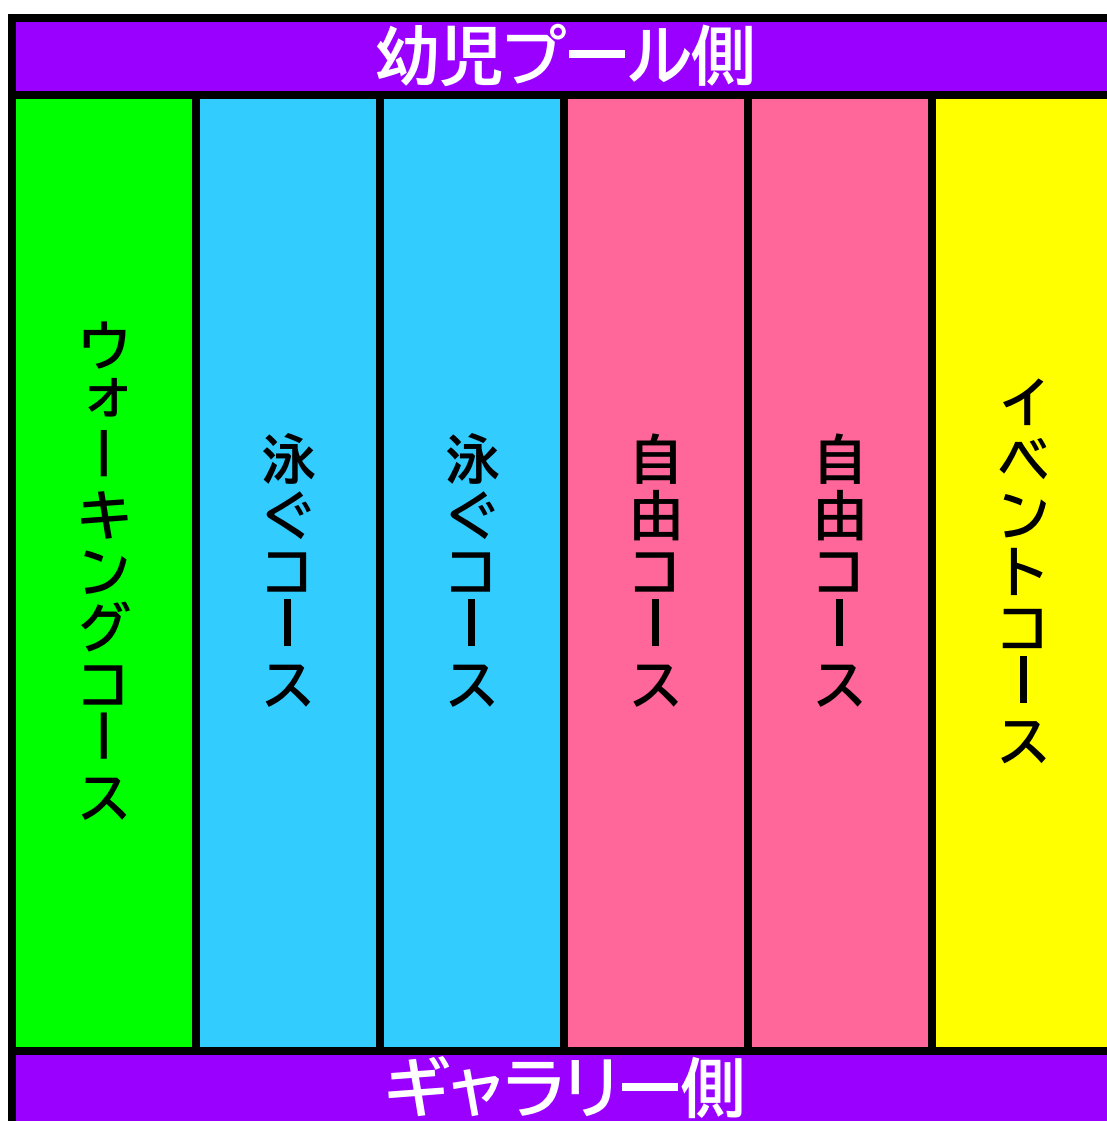 幼児プール側
ウォーキングコース
泳ぐコース
泳ぐコース
自由コース
自由コース
イベントコース
ギャラリー側